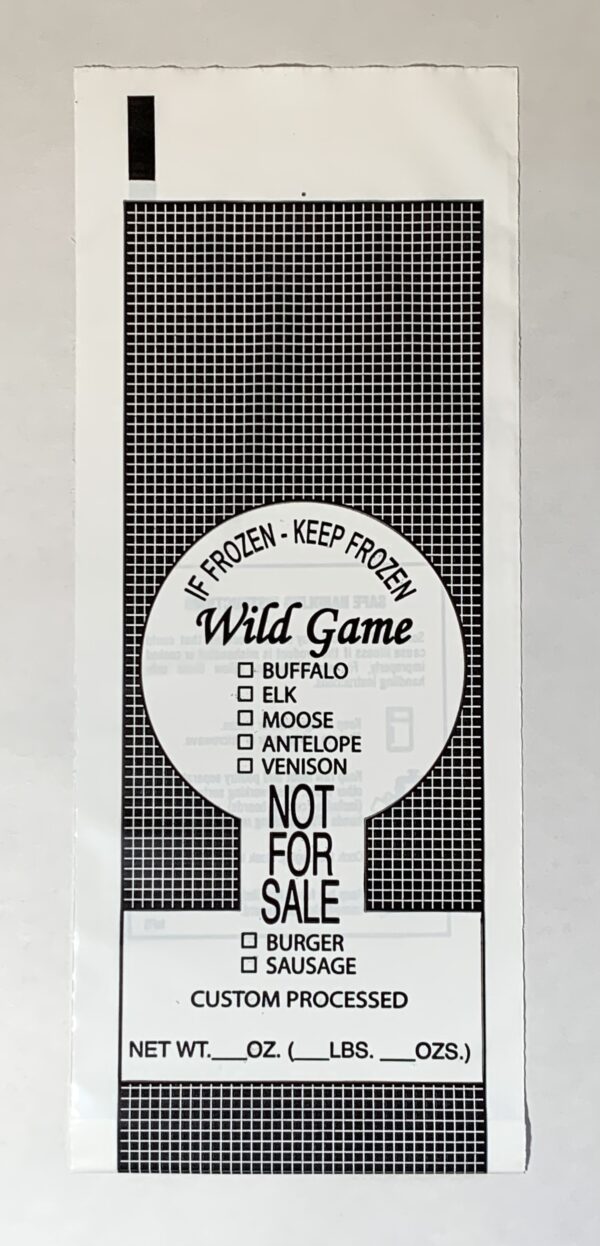 IF FROZEN - KEEP FROZEN
Wild Game
☐ BUFFALO
☐ ELK
☐ MOOSE
☐ ANTELOPE
☐ VENISON
NOT
FOR
SALE
☐ BURGER
☐ SAUSAGE
CUSTOM PROCESSED
NET WT.___OZ. (___LBS. ___OZS.)